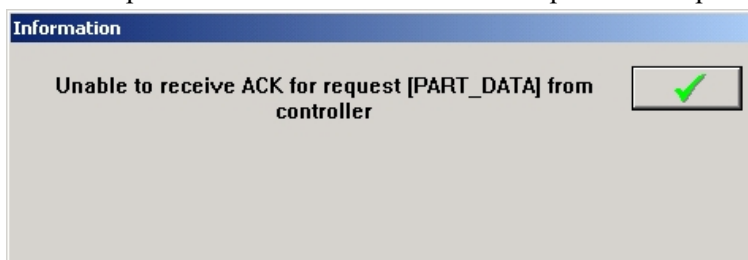 Information
Unable to receive ACK for request [PART_DATA] from
controller